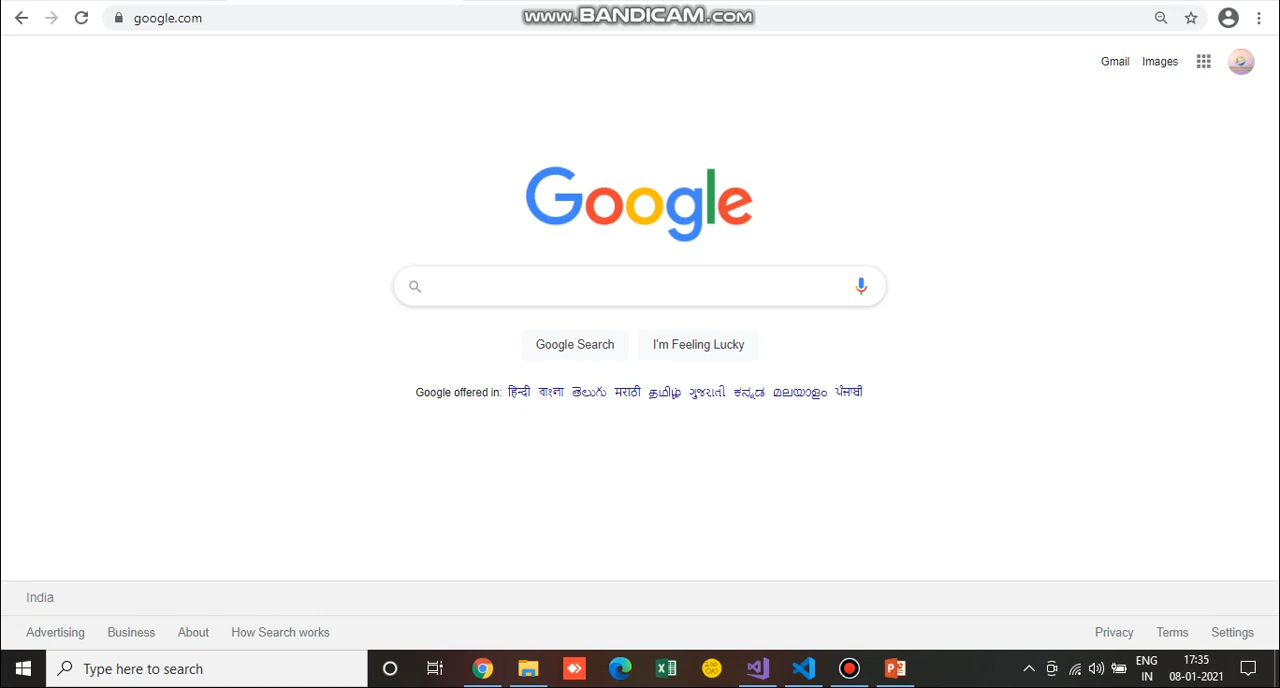 google.com
www.BANDICAM.com
Gmail Images
Google
Google Search I'm Feeling Lucky
Google offered in: हिन्दी বাংলা తెలుగు मराठी தமிழ் ગુજરાતી ಕನ್ನಡ മലയാളം ਪੰਜਾਬੀ
India
Advertising Business About How Search works
Privacy Terms Settings
Type here to search
ENG
IN
17:35
08-01-2021